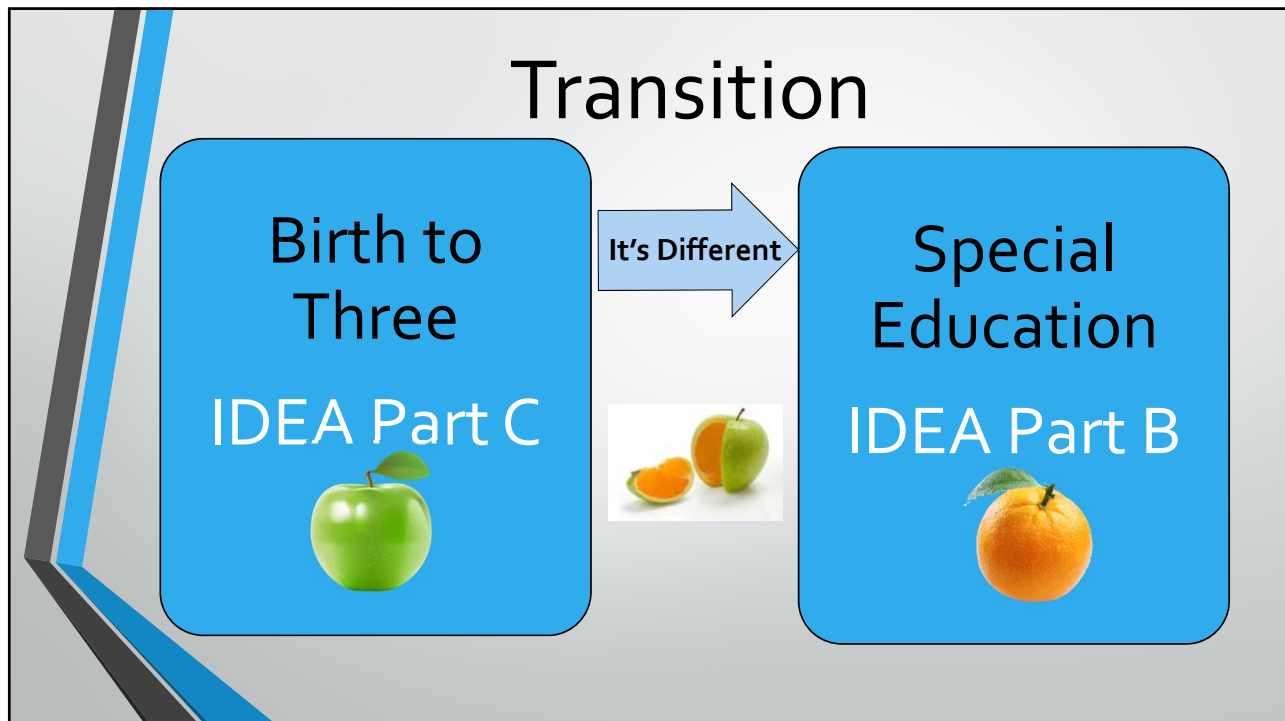 Transition
Birth to
Three
IDEA Part C
It's Different
Special
Education
IDEA Part B